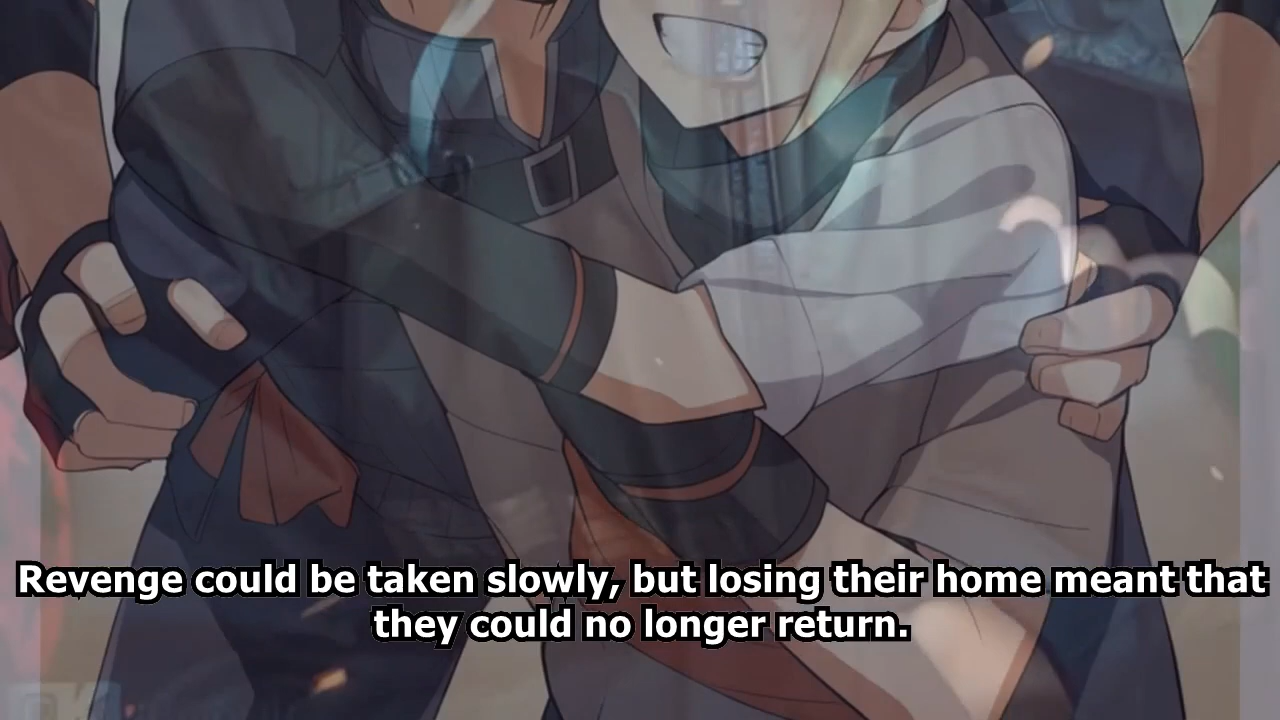 Revenge could be taken slowly, but losing their home meant that
they could no longer return.